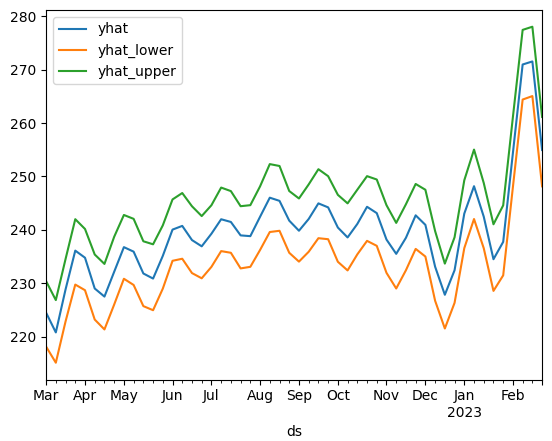 280
270
260
250
240
230
220
yhat
yhat_lower
yhat_upper
Mar Apr May Jun Jul Aug Sep Oct Nov Dec Jan Feb
2023
ds